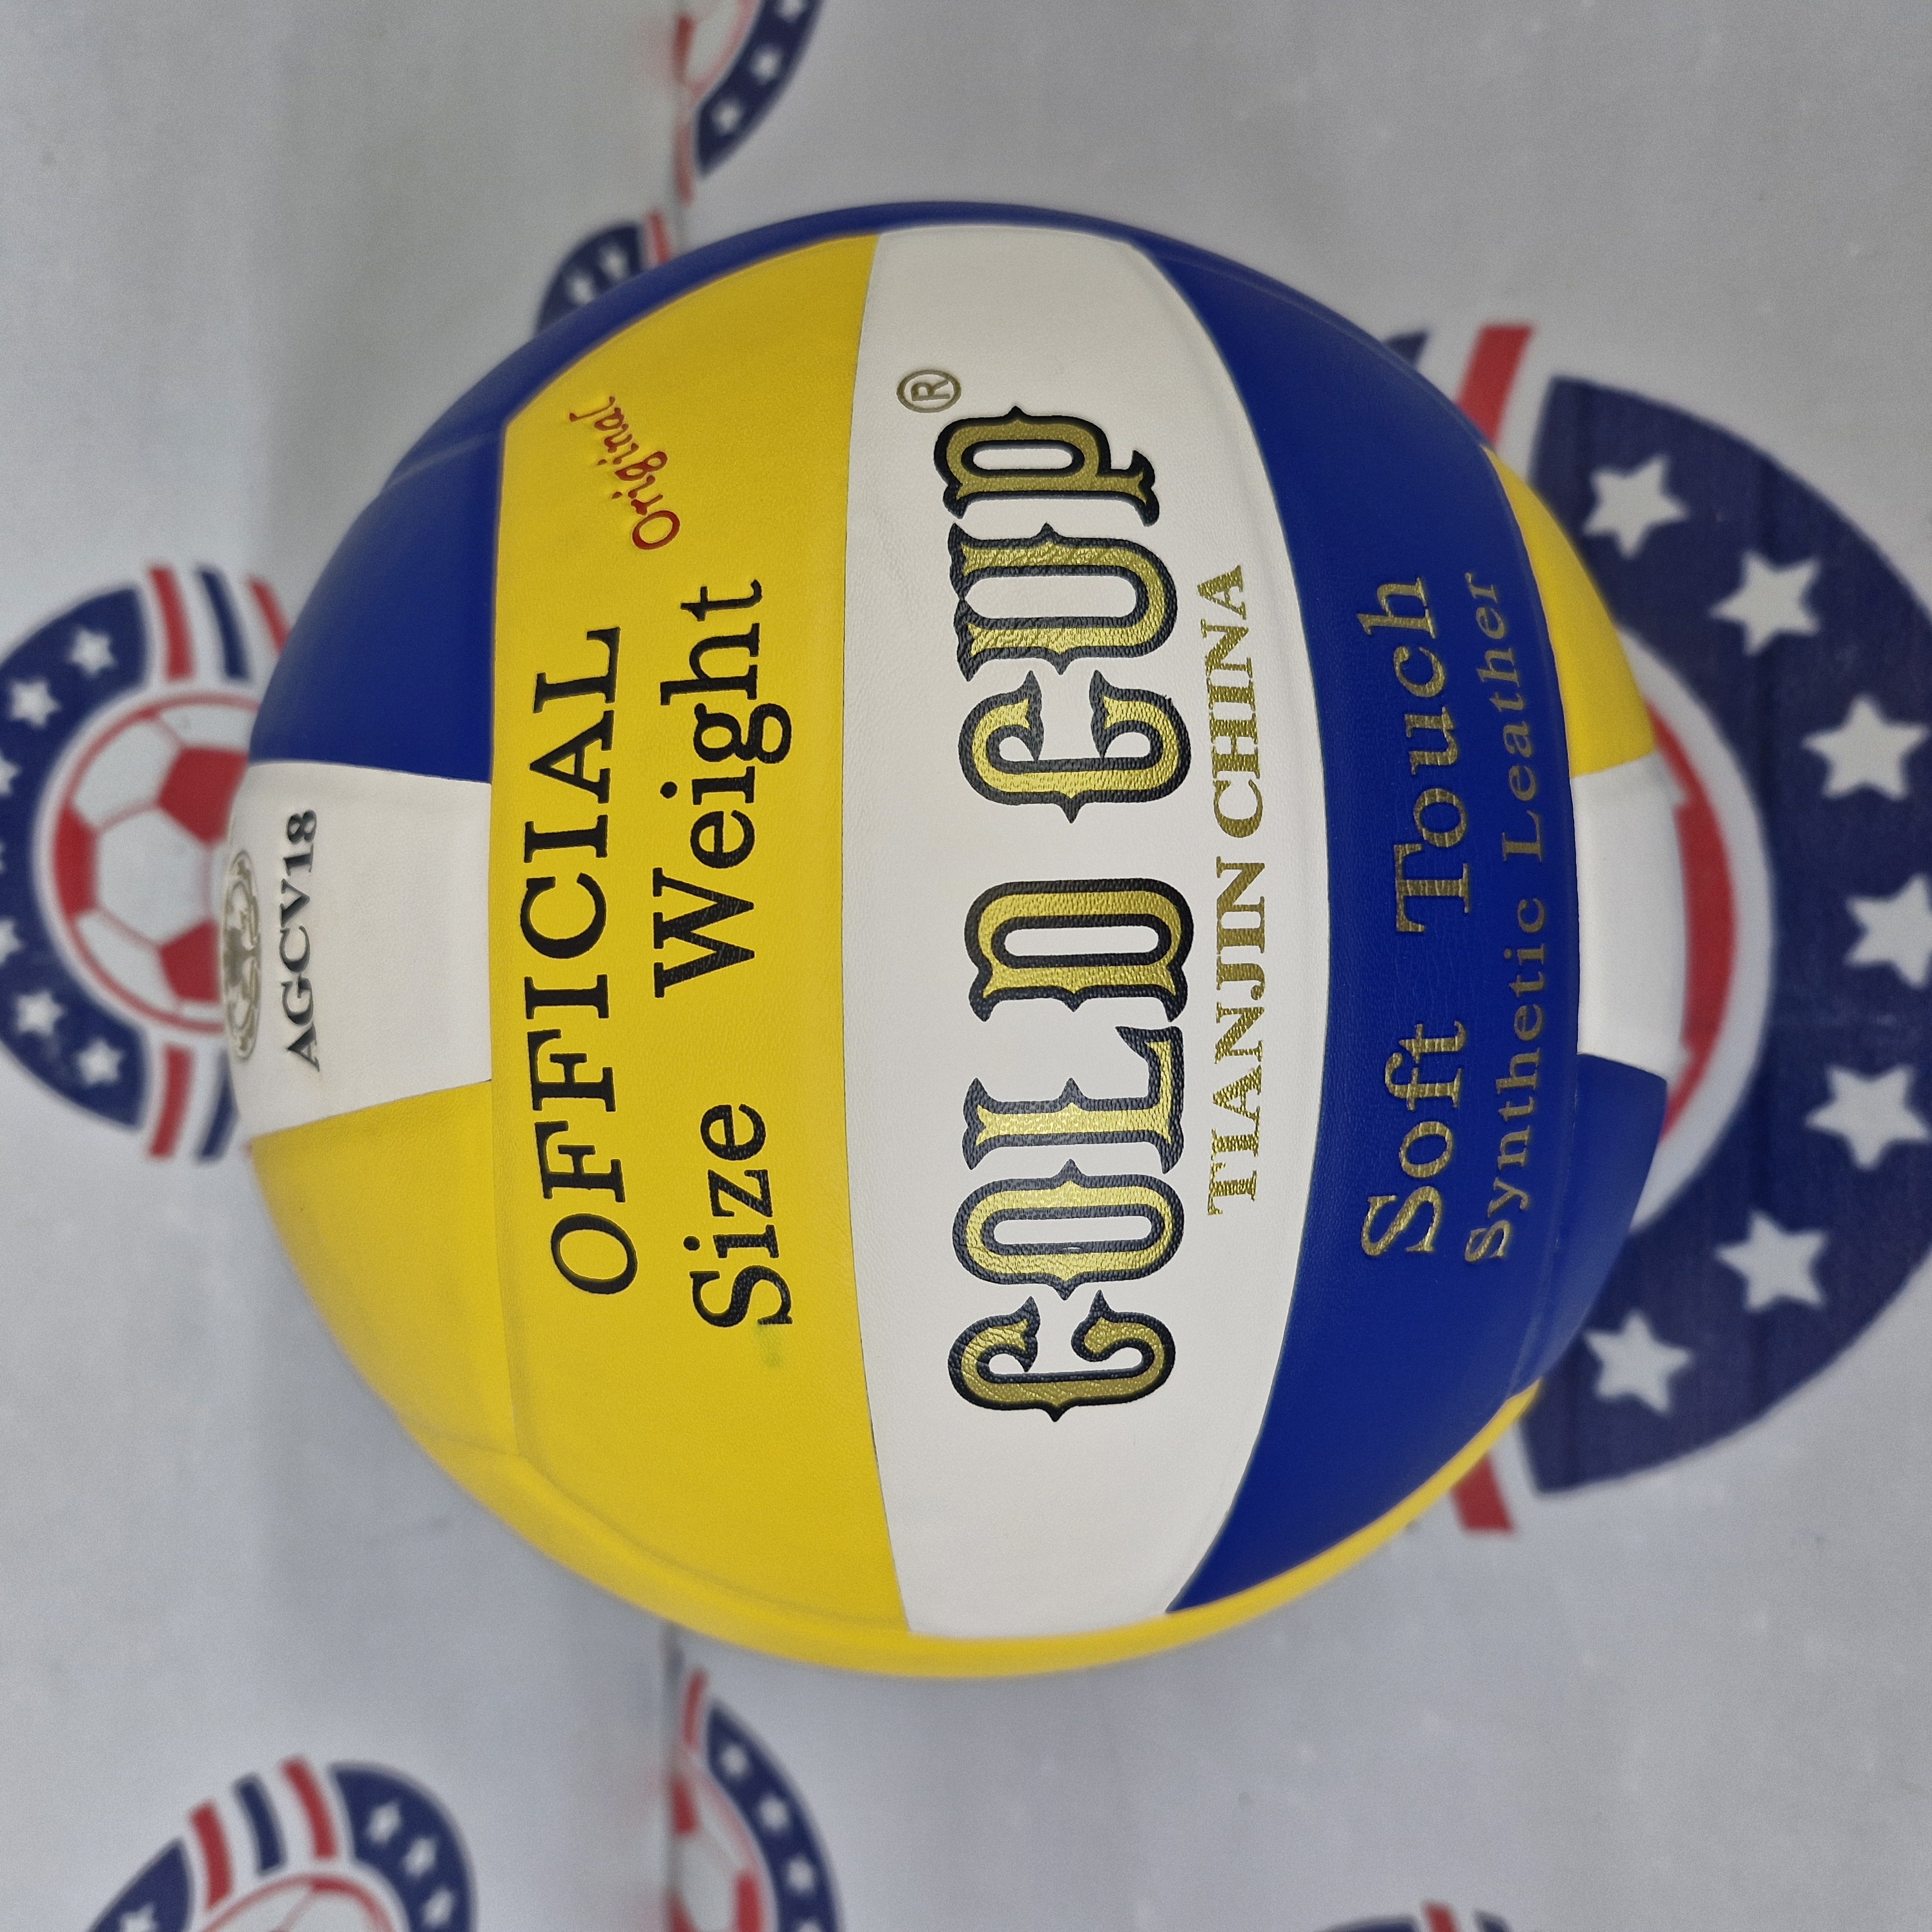 AGCV18
OFFICIAL
Original
Size Weight
GOLD CUP®
TIANJIN CHINA
Soft Touch
Synthetic Leather